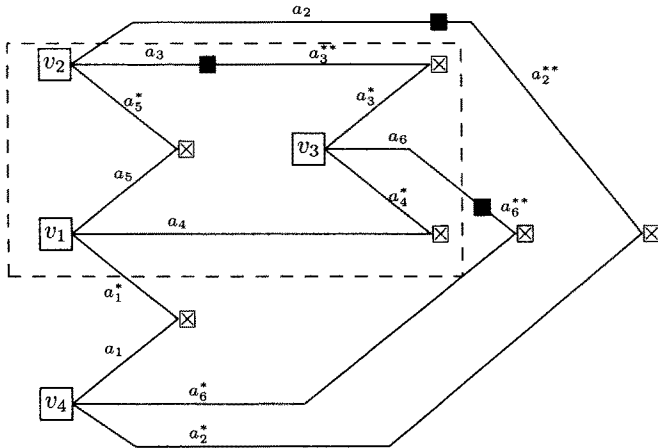 a₂
v₂ a₃ a₃**
a₂**
a₅* a₃*
v₃ a₆
a₅
a₄* a₆**
v₁ a₄
a₁*
a₁
v₄ a₆*
a₂*